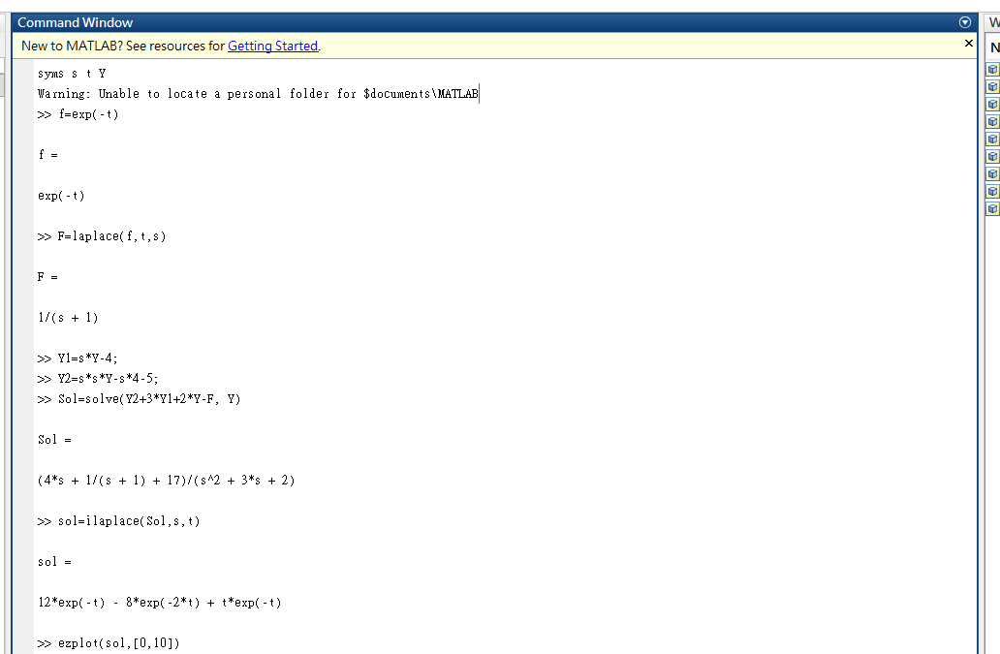 Command Window
New to MATLAB? See resources for Getting Started.
syms s t Y
Warning: Unable to locate a personal folder for $documents\MATLAB
>> f=exp(-t)
f =
exp(-t)
>> F=laplace(f,t,s)
F =
1/(s + 1)
>> Y1=s*Y-4;
>> Y2=s*s*Y-s*4-5;
>> Sol=solve(Y2+3*Y1+2*Y-F, Y)
Sol =
(4*s + 1/(s + 1) + 17)/(s^2 + 3*s + 2)
>> sol=ilaplace(Sol,s,t)
sol =
12*exp(-t) - 8*exp(-2*t) + t*exp(-t)
>> ezplot(sol,[0,10])